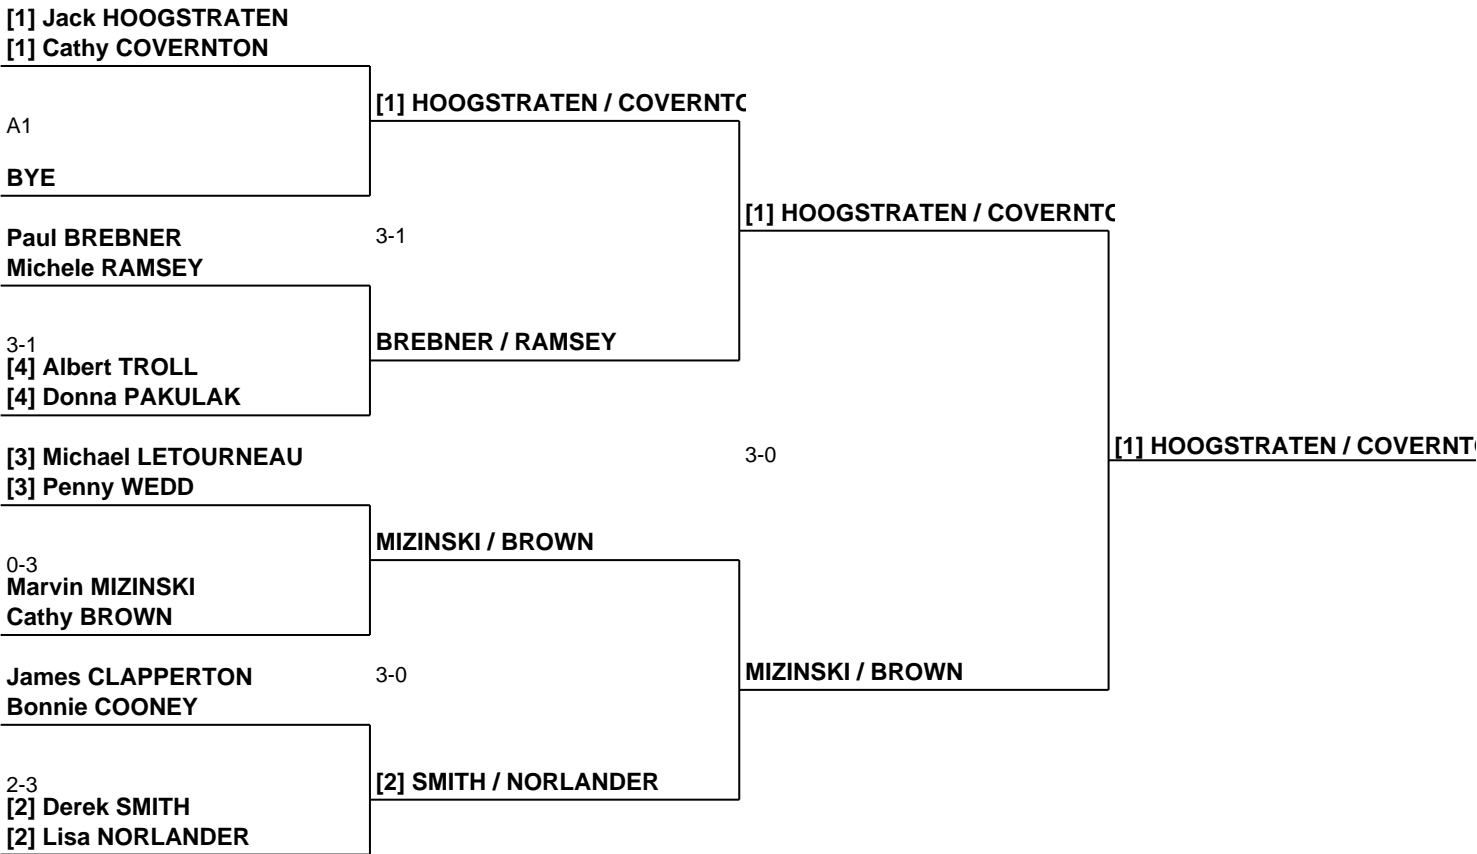 [1] Jack HOOGSTRATEN
[1] Cathy COVERNTON
A1
BYE
Paul BREBNER
Michele RAMSEY
3-1
[4] Albert TROLL
[4] Donna PAKULAK
[3] Michael LETOURNEAU
[3] Penny WEDD
0-3
Marvin MIZINSKI
Cathy BROWN
James CLAPPERTON
Bonnie COONEY
2-3
[2] Derek SMITH
[2] Lisa NORLANDER
[1] HOOGSTRATEN / COVERNTO
3-1
BREBNER / RAMSEY
MIZINSKI / BROWN
3-0
[2] SMITH / NORLANDER
[1] HOOGSTRATEN / COVERNTO
3-0
MIZINSKI / BROWN
[1] HOOGSTRATEN / COVERNTO